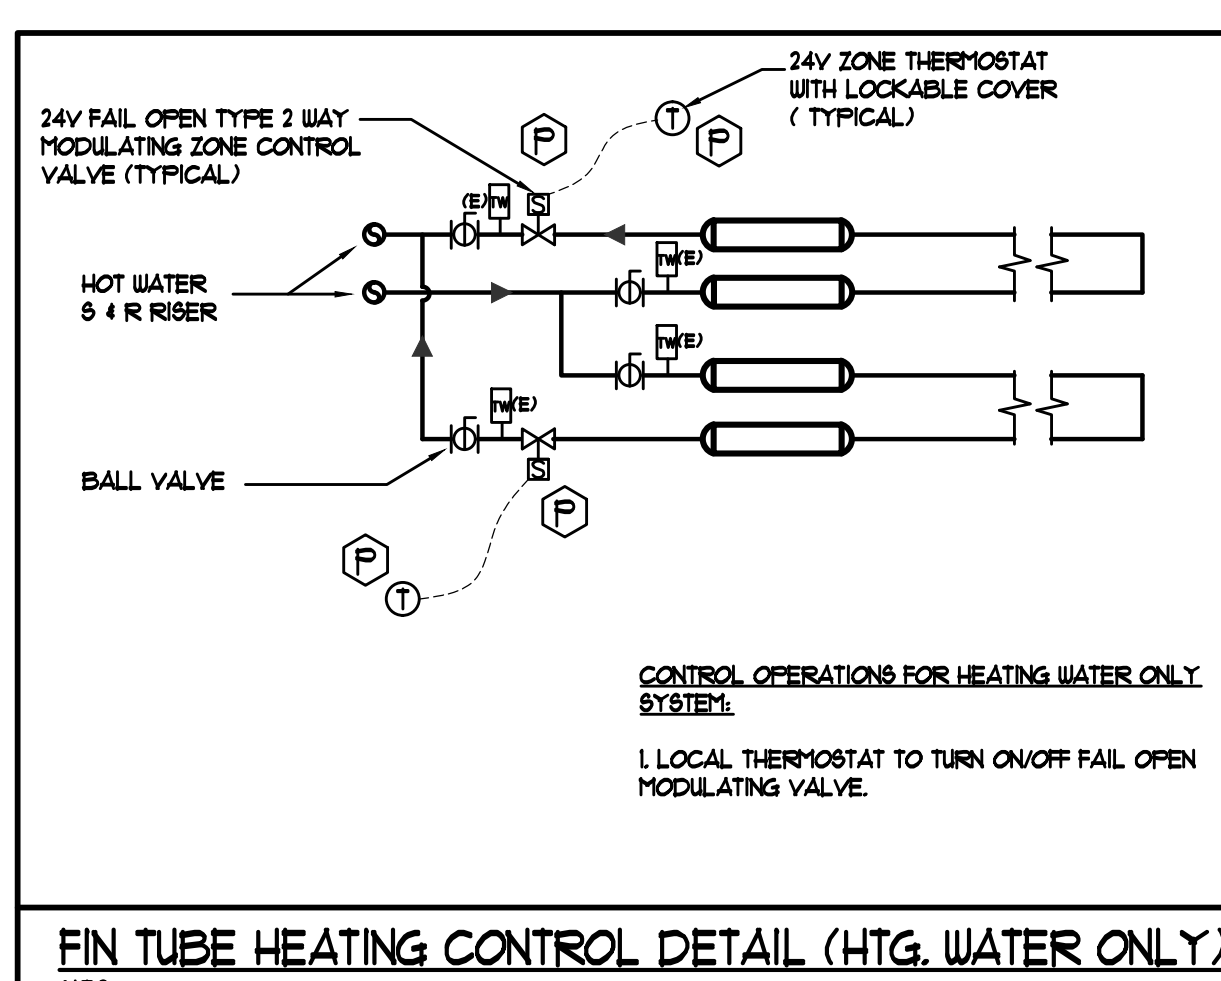 24V ZONE THERMOSTAT
WITH LOCKABLE COVER
( TYPICAL)
24V FAIL OPEN TYPE 2 WAY
MODULATING ZONE CONTROL
VALVE (TYPICAL)
T
P
P
(E) TW
S
TW (E)
HOT WATER
S & R RISER
TW (E)
TW (E)
BALL VALVE
S
P
P
T
CONTROL OPERATIONS FOR HEATING WATER ONLY
SYSTEM:
1. LOCAL THERMOSTAT TO TURN ON/OFF FAIL OPEN
MODULATING VALVE.
FIN TUBE HEATING CONTROL DETAIL (HTG. WATER ONLY)